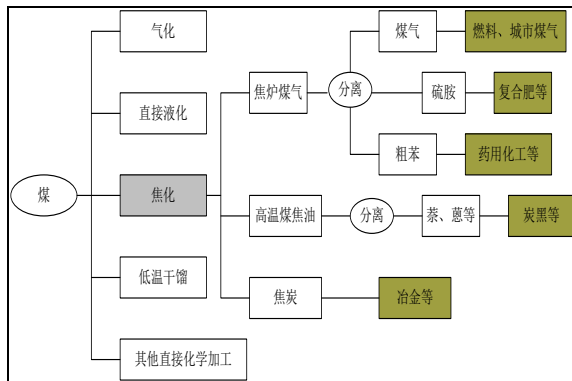 气化
煤气
燃料、城市煤气
直接液化
焦炉煤气
分离
硫胺
复合肥等
粗苯
药用化工等
煤
焦化
高温煤焦油
分离
萘、蒽等
炭黑等
低温干馏
焦炭
冶金等
其他直接化学加工